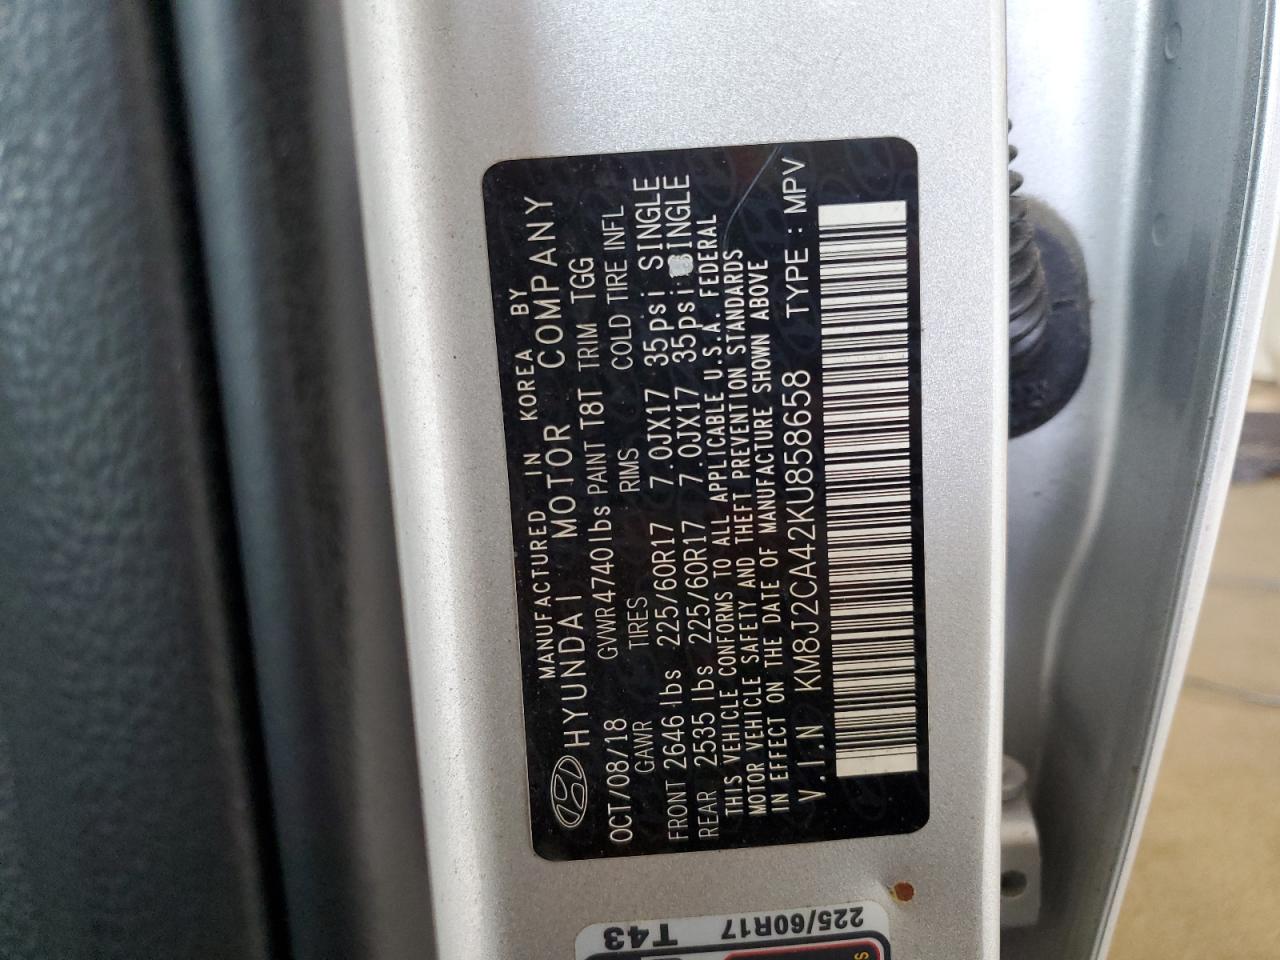 MANUFACTURED IN KOREA BY
HYUNDAI MOTOR COMPANY
OCT/08/18 GVWR 4740lbs PAINT T8T TRIM TGG
GAWR TIRES RIMS COLD TIRE INFL
FRONT 2646 lbs 225/60R17 7.0JX17 35psi SINGLE
REAR 2535 lbs 225/60R17 7.0JX17 35psi SINGLE
THIS VEHICLE CONFORMS TO ALL APPLICABLE U.S.A. FEDERAL
MOTOR VEHICLE SAFETY AND THEFT PREVENTION STANDARDS
IN EFFECT ON THE DATE OF MANUFACTURE SHOWN ABOVE
V.I.N KM8J2CA42KU858658 TYPE : MPV
225/60R17
T43